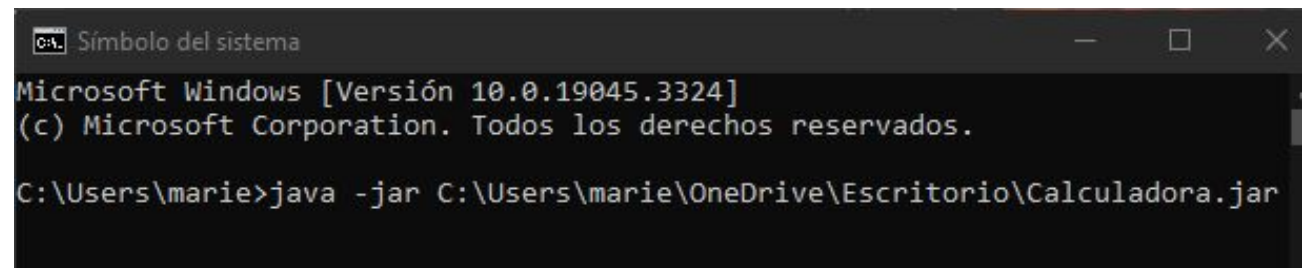 Símbolo del sistema
Microsoft Windows [Versión 10.0.19045.3324]
(c) Microsoft Corporation. Todos los derechos reservados.
C:\Users\marie>java -jar C:\Users\marie\OneDrive\Escritorio\Calculadora.jar